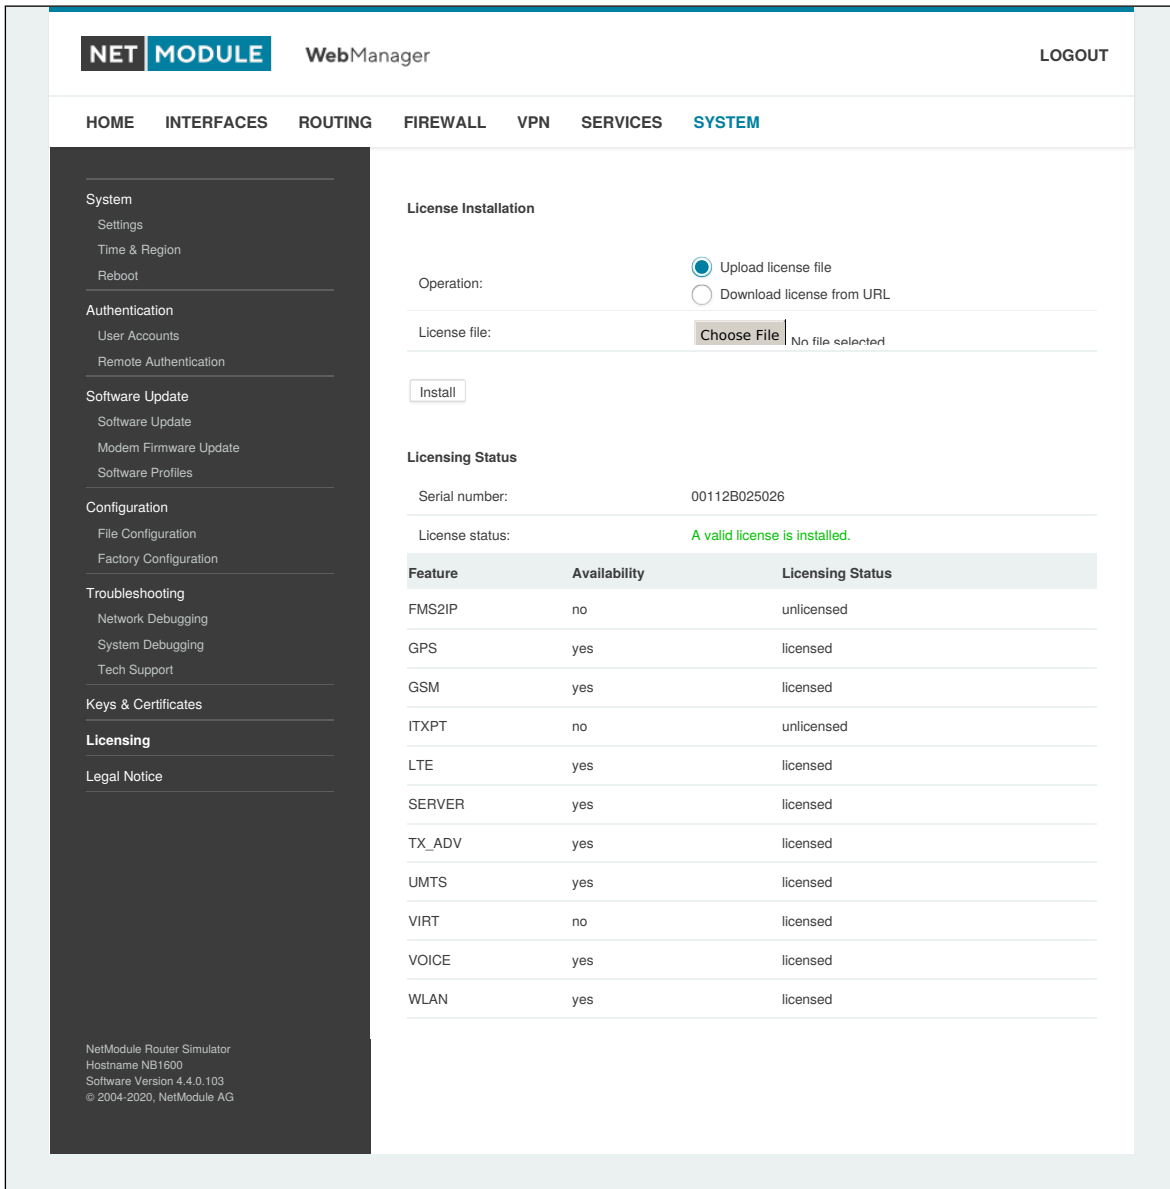 NET MODULE WebManager LOGOUT
HOME INTERFACES ROUTING FIREWALL VPN SERVICES SYSTEM
System
Settings
Time & Region
Reboot
Authentication
User Accounts
Remote Authentication
Software Update
Software Update
Modem Firmware Update
Software Profiles
Configuration
File Configuration
Factory Configuration
Troubleshooting
Network Debugging
System Debugging
Tech Support
Keys & Certificates
Licensing
Legal Notice
NetModule Router Simulator
Hostname NB1600
Software Version 4.4.0.103
© 2004-2020, NetModule AG
License Installation
Operation:
Upload license file
Download license from URL
License file: Choose File No file selected
Install
Licensing Status
Serial number: 00112B025026
License status: A valid license is installed.
Feature Availability Licensing Status
FMS2IP no unlicensed
GPS yes licensed
GSM yes licensed
ITXPT no unlicensed
LTE yes licensed
SERVER yes licensed
TX_ADV yes licensed
UMTS yes licensed
VIRT no licensed
VOICE yes licensed
WLAN yes licensed